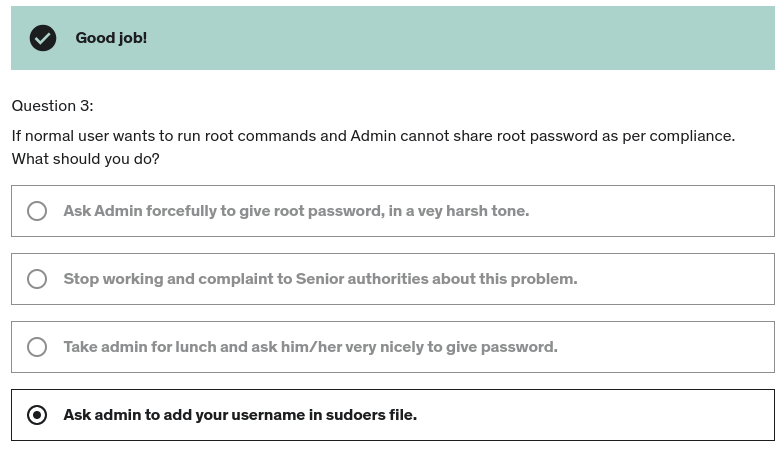 Good job!
Question 3:
If normal user wants to run root commands and Admin cannot share root password as per compliance.
What should you do?
Ask Admin forcefully to give root password, in a vey harsh tone.
Stop working and complaint to Senior authorities about this problem.
Take admin for lunch and ask him/her very nicely to give password.
Ask admin to add your username in sudoers file.